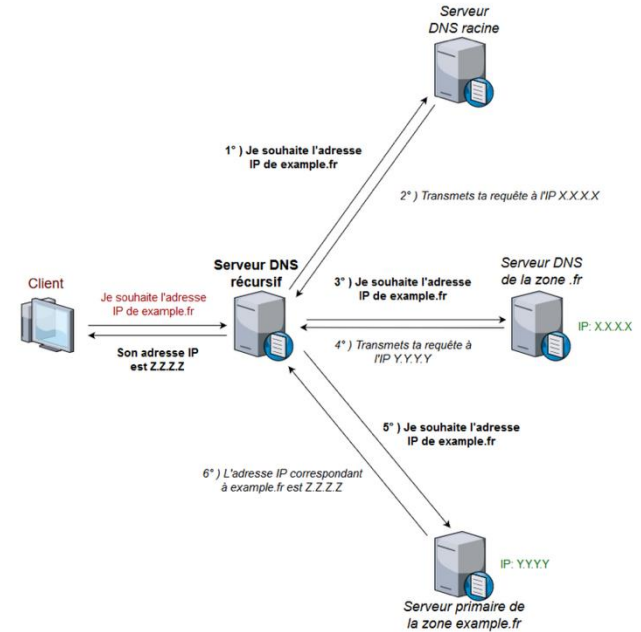 Serveur
DNS racine
1° ) Je souhaite l'adresse
IP de example.fr
2° ) Transmets ta requête à l'IP X.X.X.X
Client
Je souhaite l'adresse
IP de example.fr
Son adresse IP
est Z.Z.Z.Z
Serveur DNS
récursif
3° ) Je souhaite l'adresse
IP de example.fr
4° ) Transmets ta requête à
l'IP Y.Y.Y.Y
Serveur DNS
de la zone .fr
IP: X.X.X.X
5° ) Je souhaite l'adresse
IP de example.fr
6° ) L'adresse IP correspondant
à example.fr est Z.Z.Z.Z
IP: Y.Y.Y.Y
Serveur primaire de
la zone example.fr